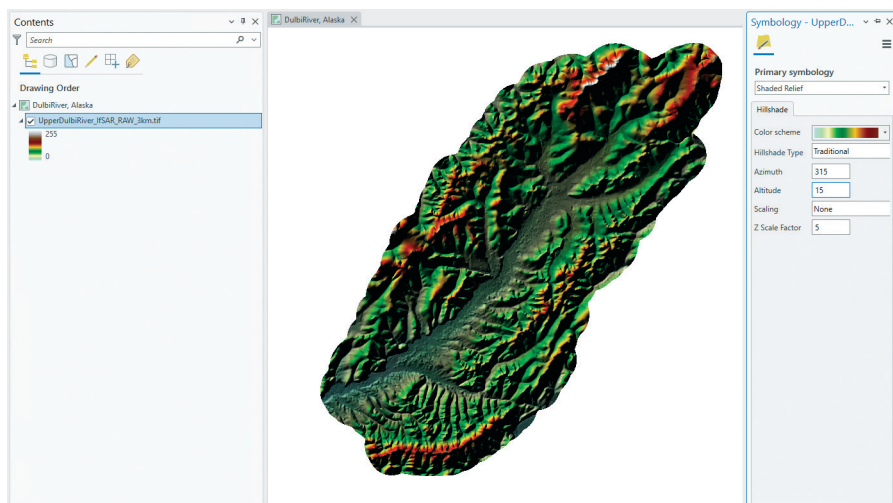 Contents
Search
Drawing Order
DulbiRiver, Alaska
UpperDulbiRiver_IfSAR_RAW_3km.tif
255
0
DulbiRiver, Alaska
Symbology - UpperD...
Primary symbology
Shaded Relief
Hillshade
Color scheme
Hillshade Type Traditional
Azimuth 315
Altitude 15
Scaling None
Z Scale Factor 5